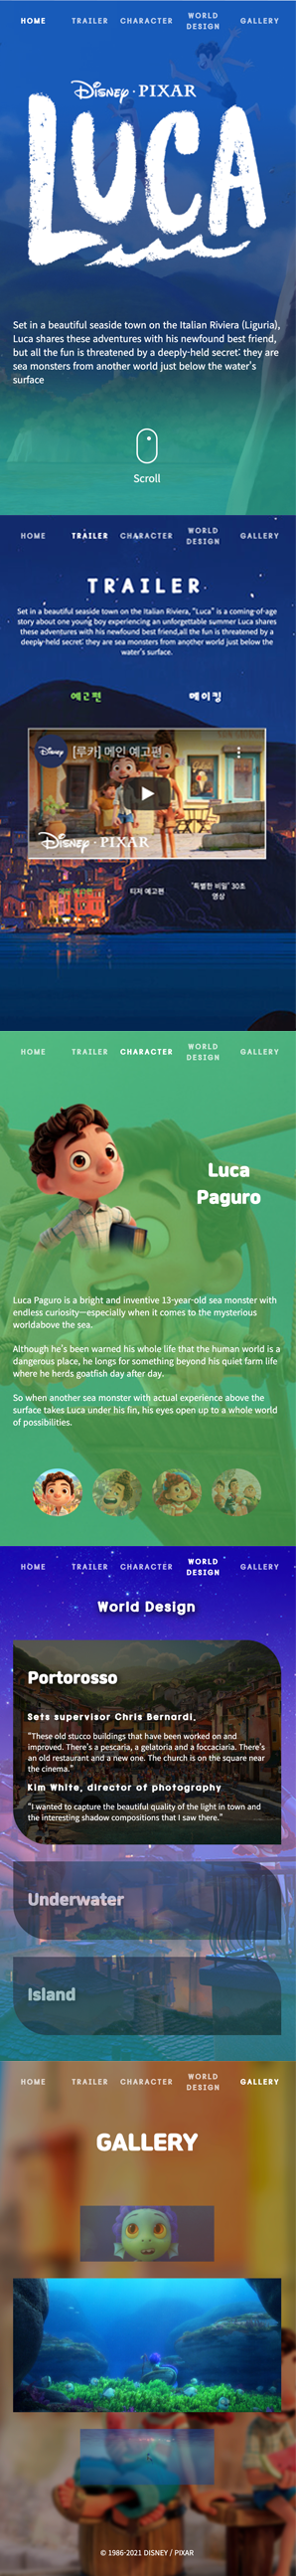 HOME TRAILER CHARACTER WORLD DESIGN GALLERY
Disney · PIXAR
LUCA
Set in a beautiful seaside town on the Italian Riviera (Liguria),
Luca shares these adventures with his newfound best friend,
but all the fun is threatened by a deeply-held secret: they are
sea monsters from another world just below the water's
surface
Scroll
HOME TRAILER CHARACTER WORLD DESIGN GALLERY
TRAILER
Set in a beautiful seaside town on the Italian Riviera, "Luca" is a coming-of-age
story about one young boy experiencing an unforgettable summer Luca shares
these adventures with his newfound best friend,all the fun is threatened by a
deeply-held secret: they are sea monsters from another world just below the
water's surface.
예고편 메이킹
Disney [루카] 메인 예고편
Disney · PIXAR
메인 예고편 티저 예고편 '특별한 비밀' 30초
영상
HOME TRAILER CHARACTER WORLD DESIGN GALLERY
Luca
Paguro
Luca Paguro is a bright and inventive 13-year-old sea monster with
endless curiosity—especially when it comes to the mysterious
worldabove the sea.
Although he's been warned his whole life that the human world is a
dangerous place, he longs for something beyond his quiet farm life
where he herds goatfish day after day.
So when another sea monster with actual experience above the
surface takes Luca under his fin, his eyes open up to a whole world
of possibilities.
HOME TRAILER CHARACTER WORLD DESIGN GALLERY
World Design
Portorosso
Sets supervisor Chris Bernardi,
"These old stucco buildings that have been worked on and
improved. There's a pescaria, a gelatoria and a foccaciaria. There's
an old restaurant and a new one. The church is on the square near
the cinema."
Kim White, director of photography
"I wanted to capture the beautiful quality of the light in town and
the interesting shadow compositions that I saw there."
Underwater
Island
HOME TRAILER CHARACTER WORLD DESIGN GALLERY
GALLERY
© 1986-2021 DISNEY / PIXAR